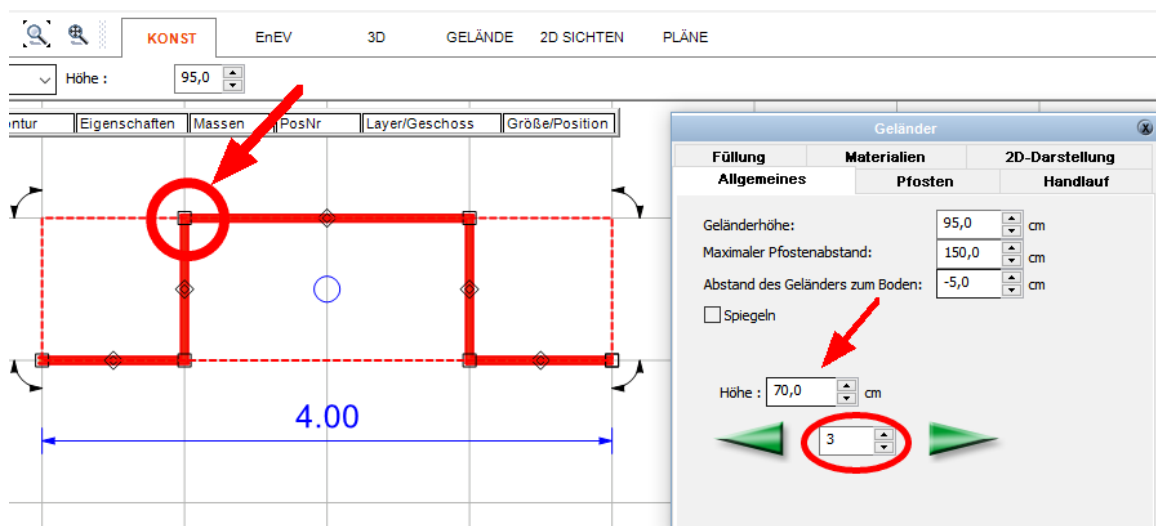 KONST EnEV 3D GELÄNDE 2D SICHTEN PLÄNE
Höhe : 95,0
entur Eigenschaften Massen PosNr Layer/Geschoss Größe/Position
4.00
Geländer
Füllung Materialien 2D-Darstellung
Allgemeines Pfosten Handlauf
Geländerhöhe: 95,0 cm
Maximaler Pfostenabstand: 150,0 cm
Abstand des Geländers zum Boden: -5,0 cm
Spiegeln
Höhe : 70,0 cm
3